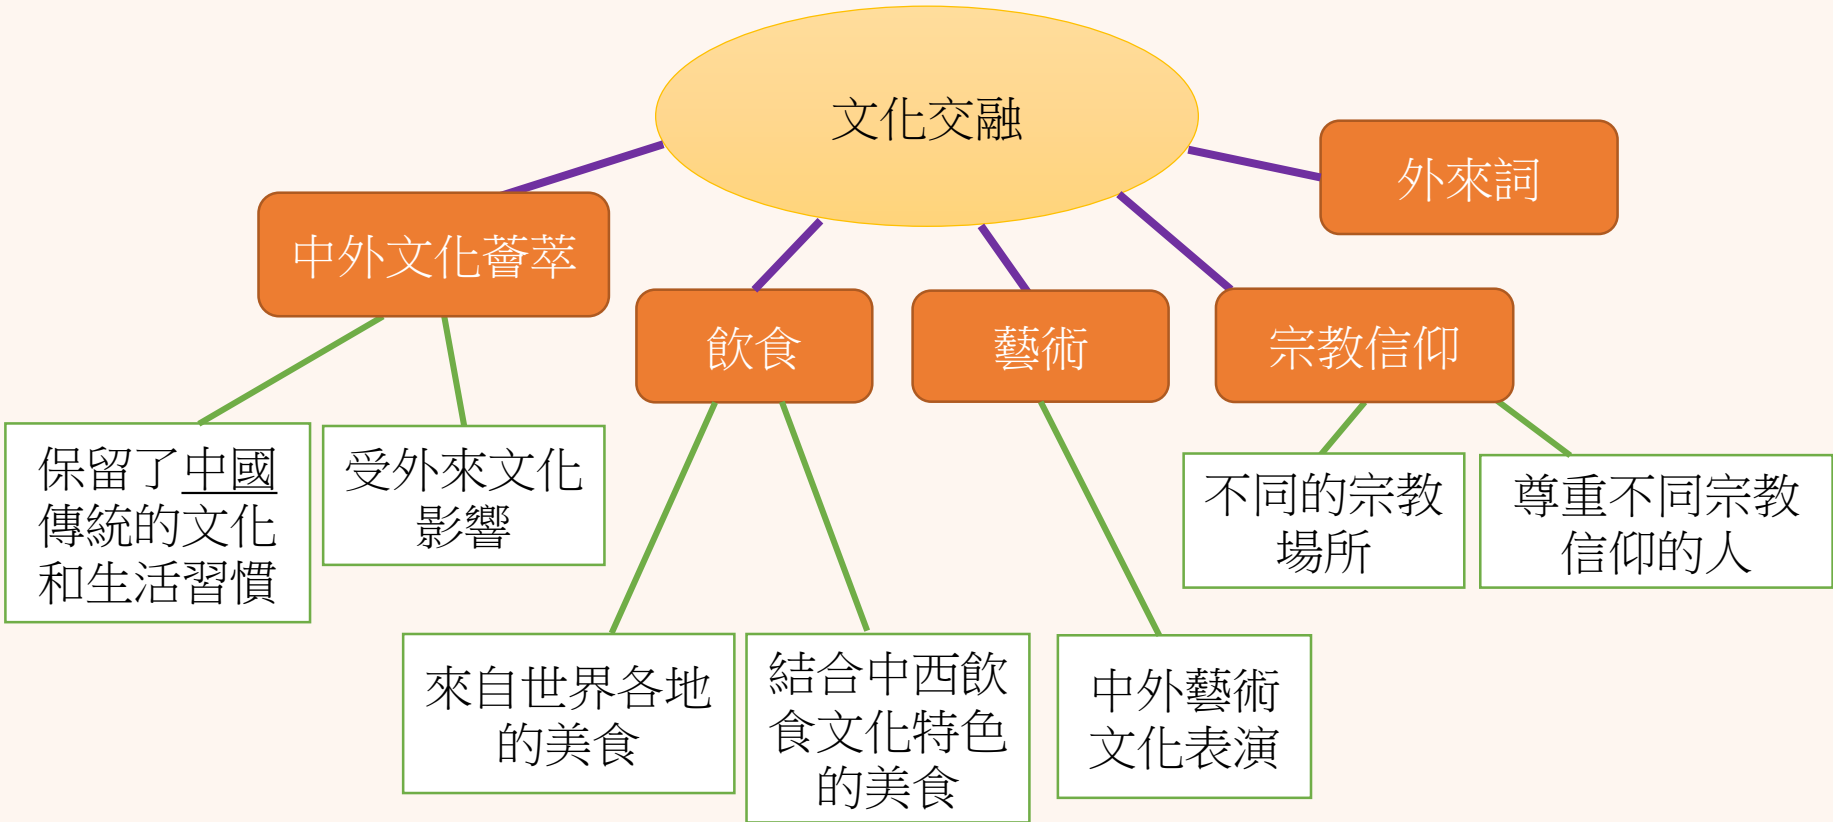 文化交融
外來詞
中外文化薈萃
飲食
藝術
宗教信仰
保留了中國
傳統的文化
和生活習慣
受外來文化
影響
不同的宗教
場所
尊重不同宗教
信仰的人
來自世界各地
的美食
結合中西飲
食文化特色
的美食
中外藝術
文化表演